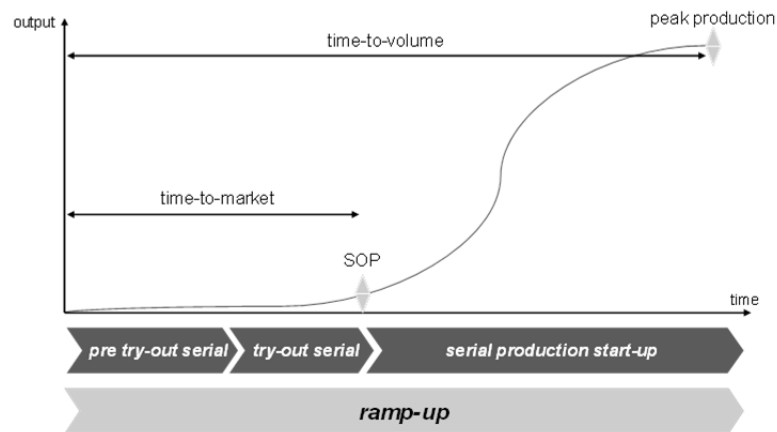 output
peak production
time-to-volume
time-to-market
SOP
time
pre try-out serial
try-out serial
serial production start-up
ramp-up